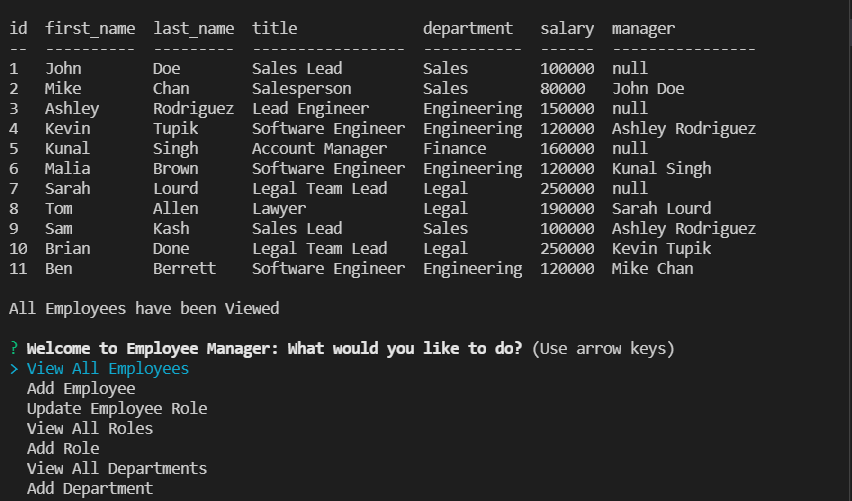 id  first_name  last_name  title              department   salary  manager
--  ----------  ---------  -----------------  -----------  ------  ----------------
1   John        Doe        Sales Lead         Sales        100000  null
2   Mike        Chan       Salesperson        Sales        80000   John Doe
3   Ashley      Rodriguez  Lead Engineer      Engineering  150000  null
4   Kevin       Tupik      Software Engineer  Engineering  120000  Ashley Rodriguez
5   Kunal       Singh      Account Manager    Finance      160000  null
6   Malia       Brown      Software Engineer  Engineering  120000  Kunal Singh
7   Sarah       Lourd      Legal Team Lead    Legal        250000  null
8   Tom         Allen      Lawyer             Legal        190000  Sarah Lourd
9   Sam         Kash       Sales Lead         Sales        100000  Ashley Rodriguez
10  Brian       Done       Legal Team Lead    Legal        250000  Kevin Tupik
11  Ben         Berrett    Software Engineer  Engineering  120000  Mike Chan
All Employees have been Viewed
? Welcome to Employee Manager: What would you like to do? (Use arrow keys)
> View All Employees
  Add Employee
  Update Employee Role
  View All Roles
  Add Role
  View All Departments
  Add Department